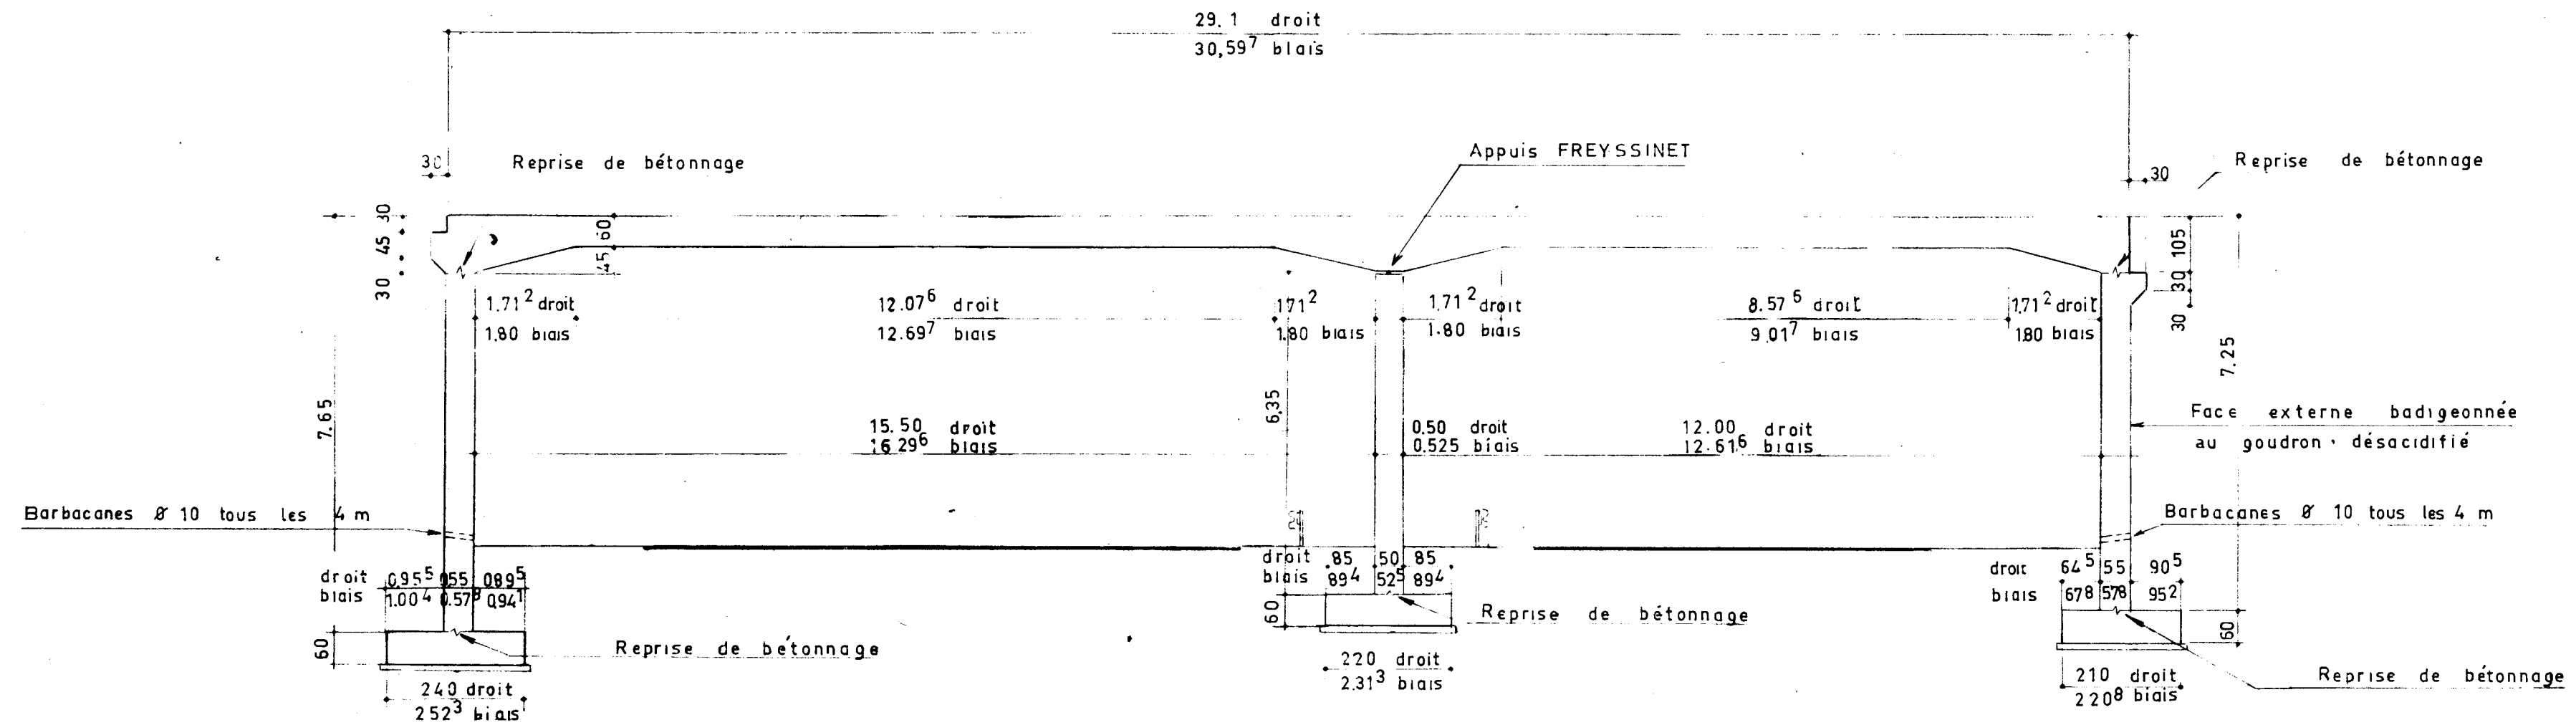 29.1 droit
30,59⁷ biais
30
Reprise de bétonnage
Appuis FREYSSINET
Reprise de bétonnage
30
30
45
30
60
45
105
30
30
1.71² droit
1.80 biais
12.07⁶ droit
12.69⁷ biais
171²
1.80 biais
1.71² droit
1.80 biais
8.57⁶ droit
9.01⁷ biais
1.71² droit
1.80 biais
7.65
6.35
7.25
15.50 droit
16.29⁶ biais
0.50 droit
0.525 biais
12.00 droit
12.61⁶ biais
Face externe badigeonnée
au goudron désacidifié
Barbacanes Ø 10 tous les 4 m
Barbacanes Ø 10 tous les 4 m
droit 0.95⁵ 0.55 0.89⁵
biais 1.00⁴ 0.57⁸ 0.94¹
droit 85 50 85
biais 89⁴ 52⁵ 89⁴
droit 64⁵ 55 90⁵
biais 67⁸ 57⁸ 95²
60
Reprise de bétonnage
60
Reprise de bétonnage
60
Reprise de bétonnage
240 droit
252³ biais
220 droit
2.31³ biais
210 droit
220⁸ biais